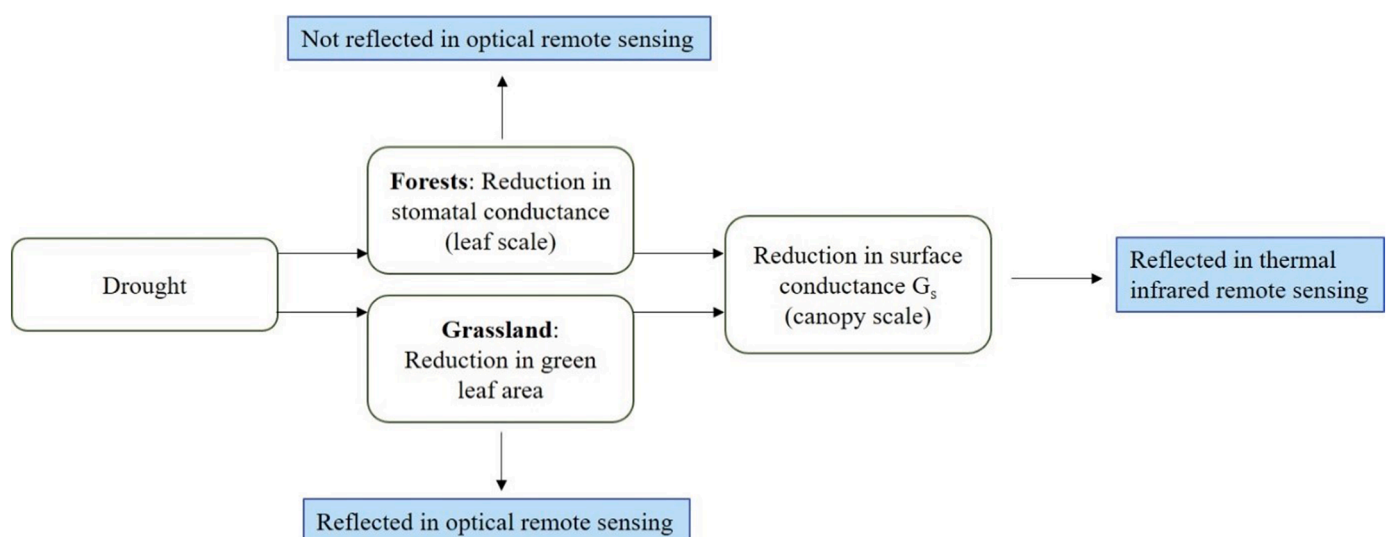 Not reflected in optical remote sensing
Forests: Reduction in
stomatal conductance
(leaf scale)
Drought
Grassland:
Reduction in green
leaf area
Reduction in surface
conductance Gs
(canopy scale)
Reflected in thermal
infrared remote sensing
Reflected in optical remote sensing